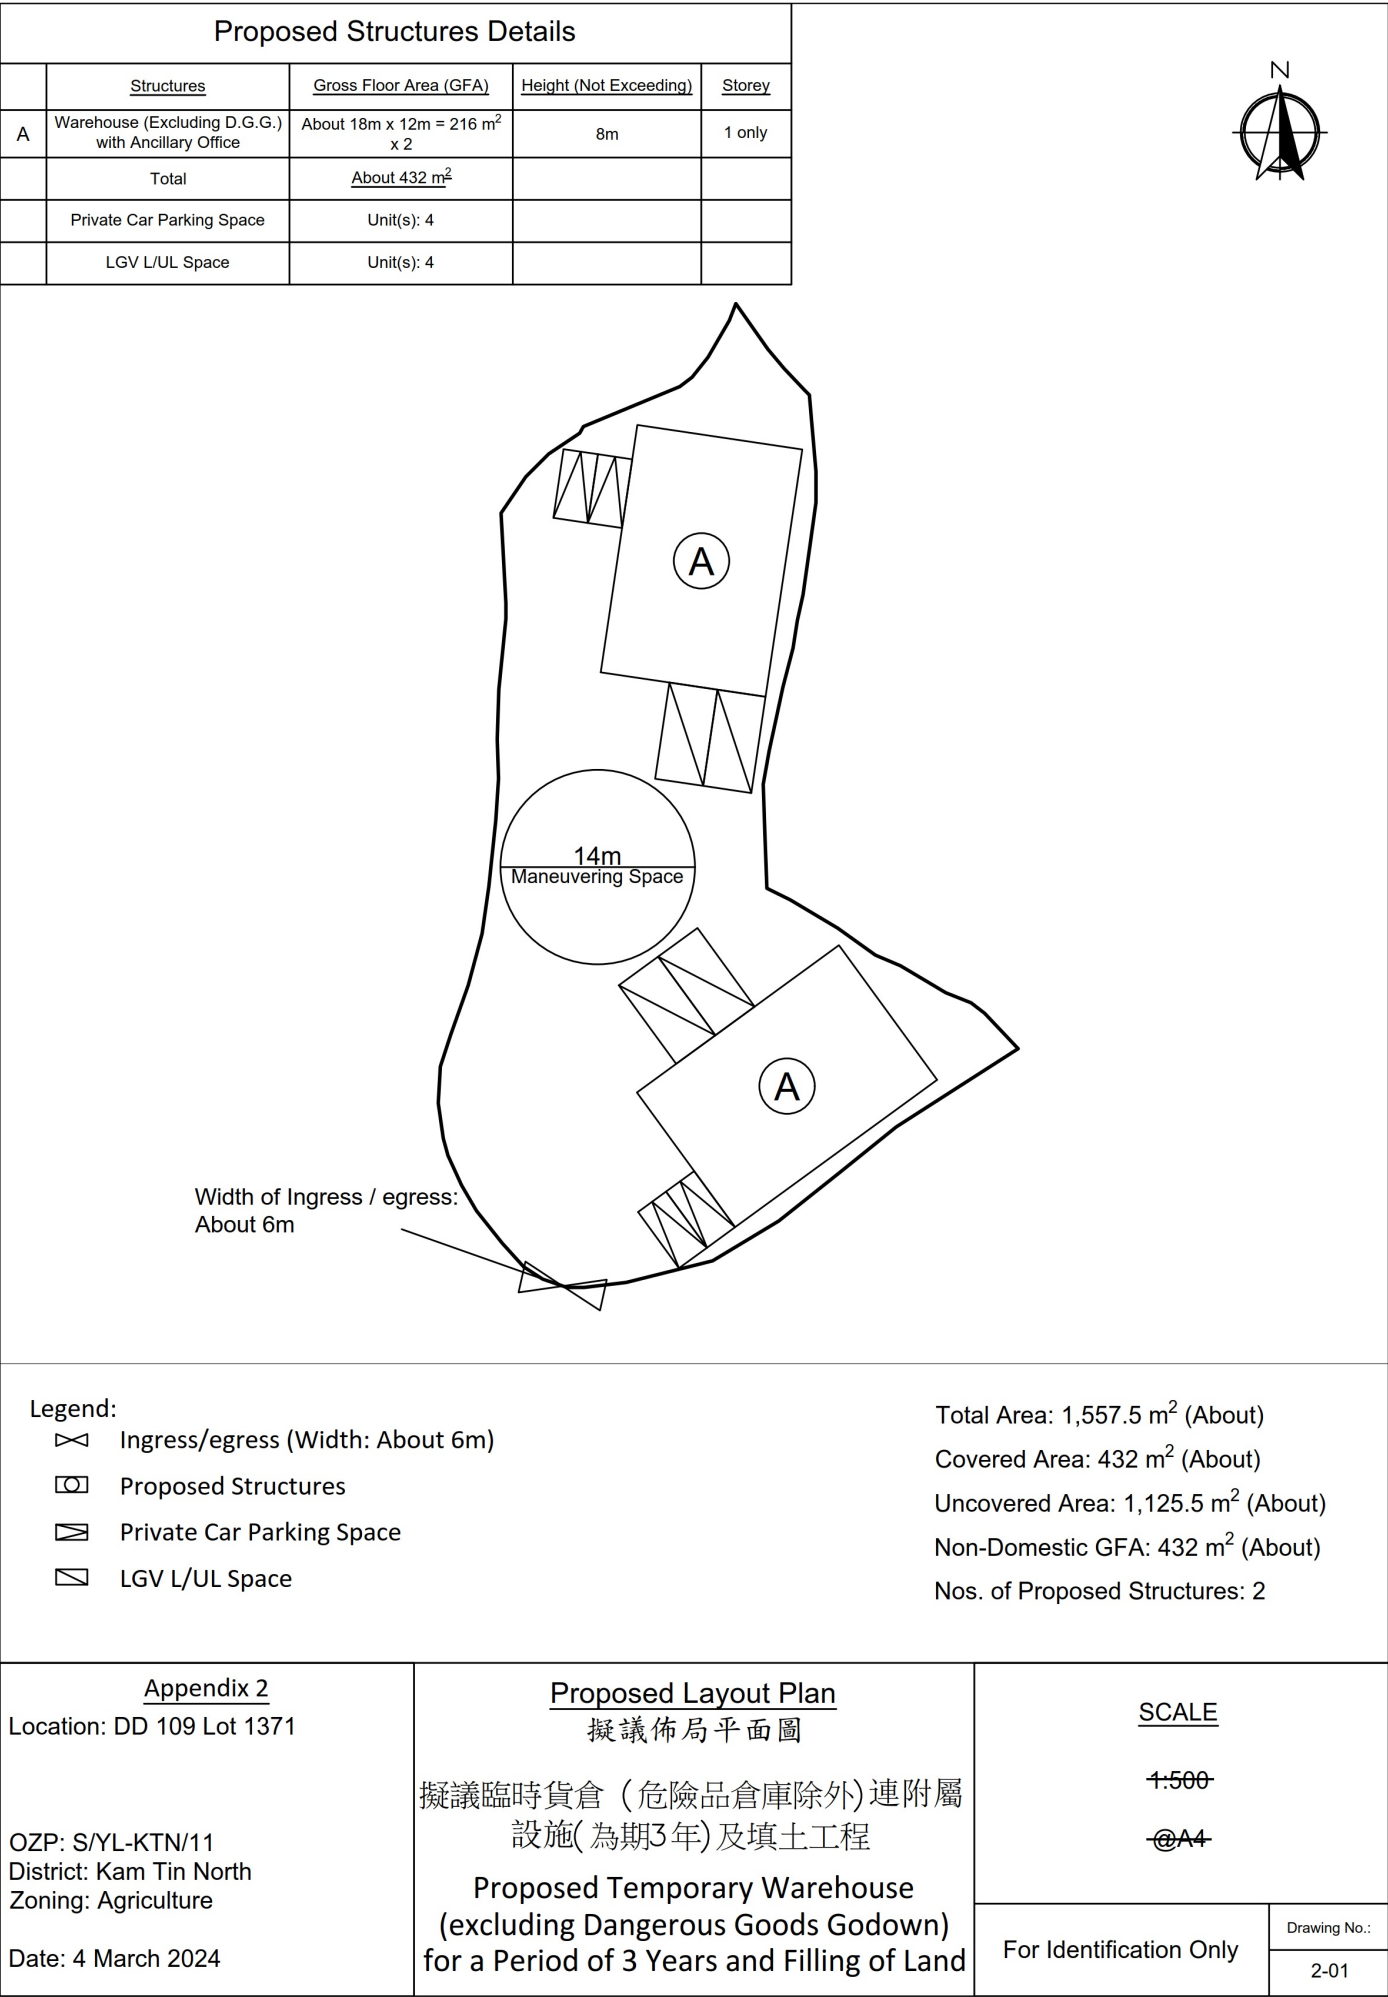 Proposed Structures Details
Structures
Gross Floor Area (GFA)
Height (Not Exceeding)
Storey
A
Warehouse (Excluding D.G.G.)
with Ancillary Office
About 18m x 12m = 216 m²
x 2
8m
1 only
Total
About 432 m²
Private Car Parking Space
Unit(s): 4
LGV L/UL Space
Unit(s): 4
N
A
14m
Maneuvering Space
A
Width of Ingress / egress:
About 6m
Legend:
Ingress/egress (Width: About 6m)
Proposed Structures
Private Car Parking Space
LGV L/UL Space
Total Area: 1,557.5 m² (About)
Covered Area: 432 m² (About)
Uncovered Area: 1,125.5 m² (About)
Non-Domestic GFA: 432 m² (About)
Nos. of Proposed Structures: 2
Appendix 2
Location: DD 109 Lot 1371
OZP: S/YL-KTN/11
District: Kam Tin North
Zoning: Agriculture
Date: 4 March 2024
Proposed Layout Plan
擬議佈局平面圖
擬議臨時貨倉（危險品倉庫除外)連附屬
設施(為期3年)及填土工程
Proposed Temporary Warehouse
(excluding Dangerous Goods Godown)
for a Period of 3 Years and Filling of Land
SCALE
1:500
@A4
For Identification Only
Drawing No.:
2-01